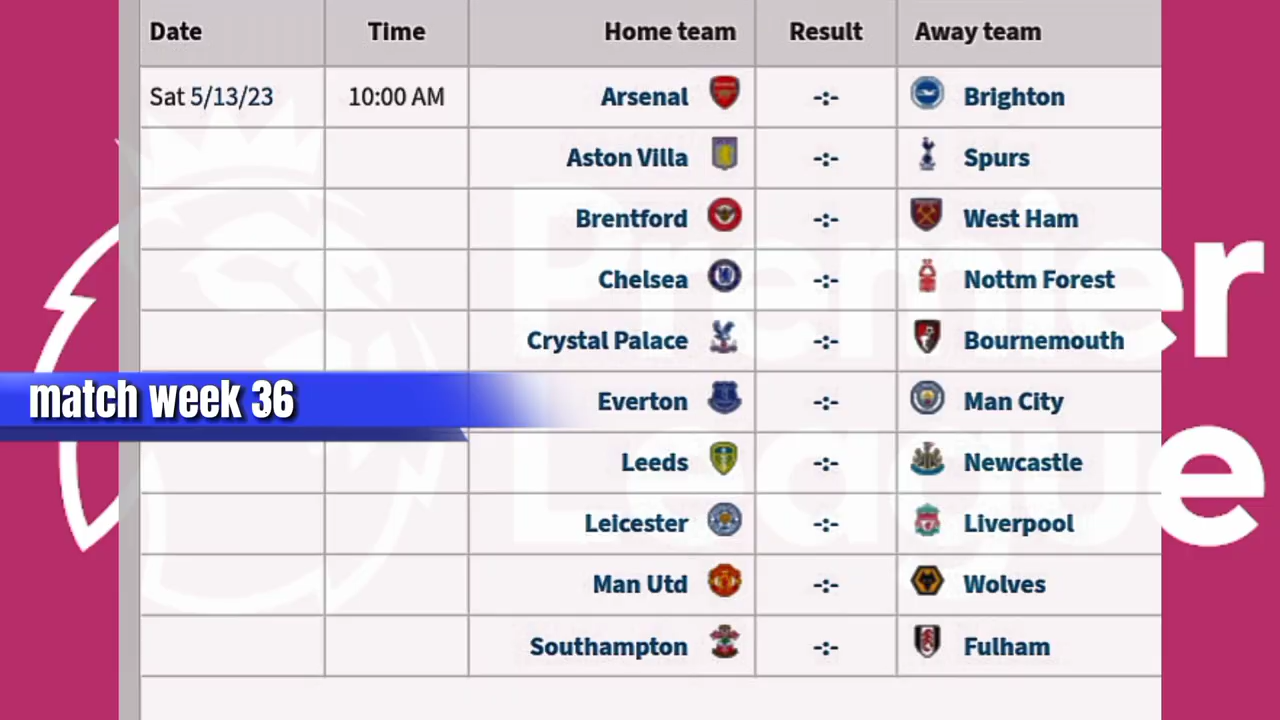 Date Time Home team Result Away team
Sat 5/13/23 10:00 AM Arsenal -:- Brighton
Aston Villa -:- Spurs
Brentford -:- West Ham
Chelsea -:- Nottm Forest
Crystal Palace -:- Bournemouth
match week 36 Everton -:- Man City
Leeds -:- Newcastle
Leicester -:- Liverpool
Man Utd -:- Wolves
Southampton -:- Fulham
Premier
League